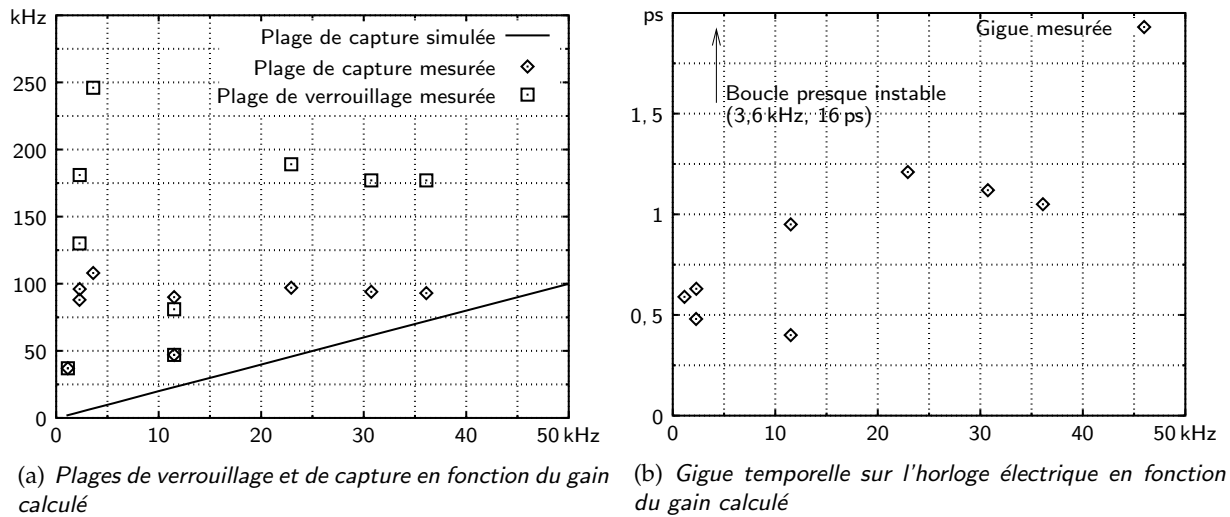 kHz
250
200
150
100
50
0
Plage de capture simulée
Plage de capture mesurée
Plage de verrouillage mesurée
0 10 20 30 40 50 kHz
(a) Plages de verrouillage et de capture en fonction du gain
calculé
ps
1, 5
1
0, 5
0
Gigue mesurée
Boucle presque instable
(3,6 kHz, 16 ps)
0 10 20 30 40 50 kHz
(b) Gigue temporelle sur l'horloge électrique en fonction
du gain calculé